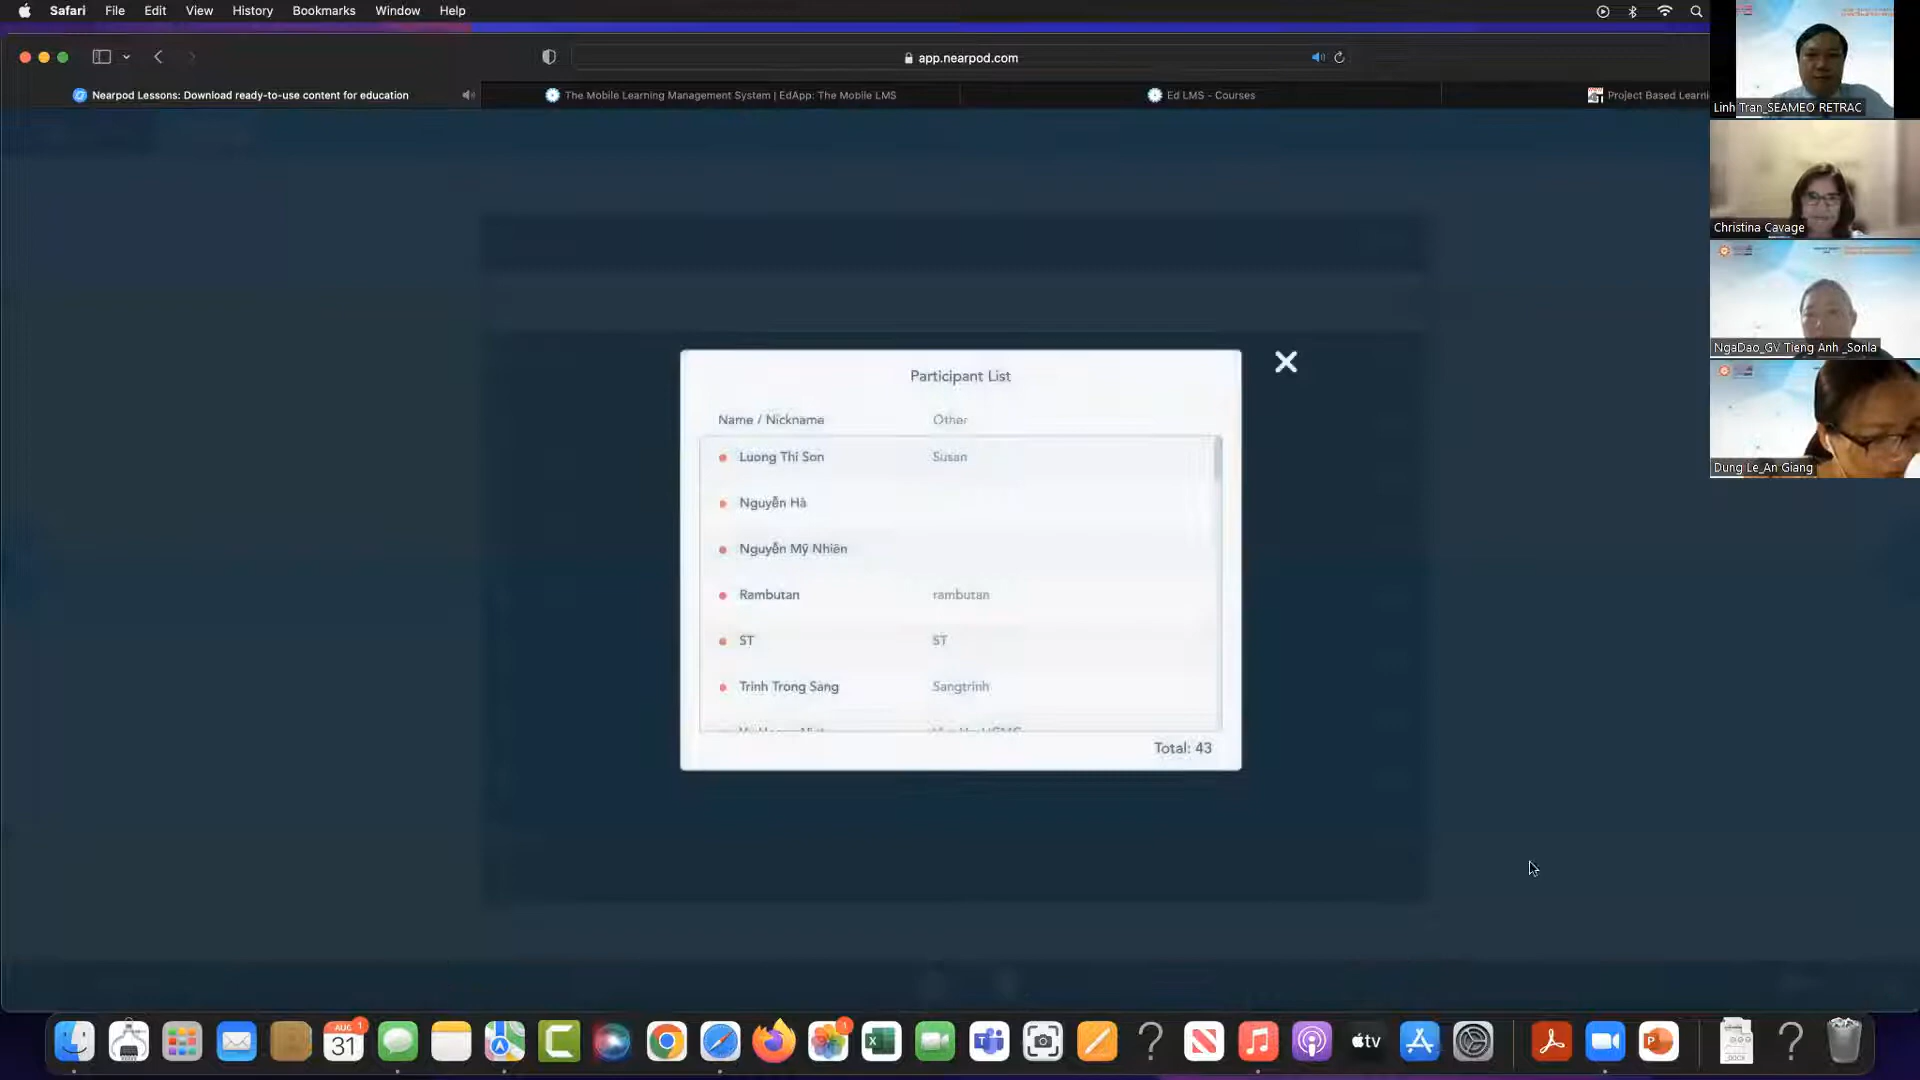 Safari File Edit View History Bookmarks Window Help
app.nearpod.com
Nearpod Lessons: Download ready-to-use content for education
The Mobile Learning Management System | EdApp: The Mobile LMS
Ed LMS - Courses
Project Based Learni
Linh Tran_SEAMEO RETRAC
Christina Cavage
NgaDao_GV Tieng Anh _Sonla
Dung Le_An Giang
Participant List
Name / Nickname Other
Luong Thi Son Susan
Nguyễn Hà
Nguyễn Mỹ Nhiên
Rambutan rambutan
ST ST
Trinh Trong Sang Sangtrinh
Total: 43
AUG 1
31
1
tv